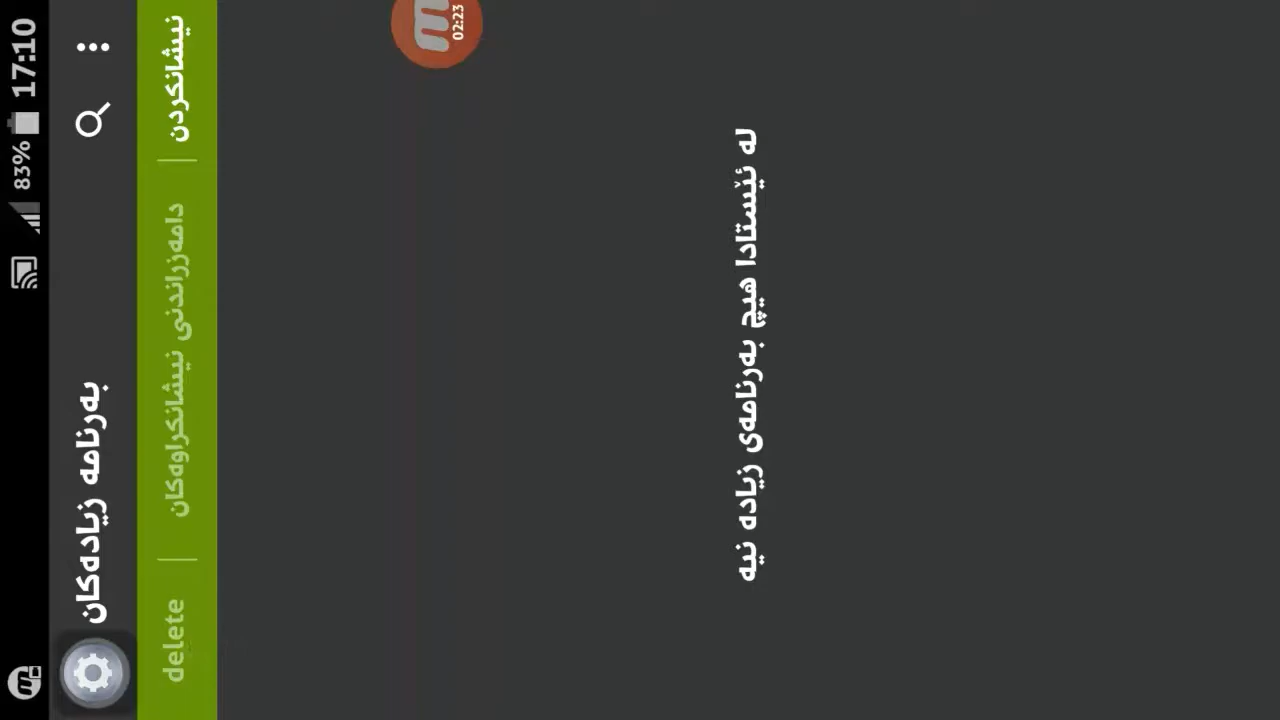 83% 17:10
بەرنامە زیادەکان
delete
دامەزراندنی نیشانکراوەکان
نیشانکردن
02:23
لە ئێستادا هیچ بەرنامەی زیادە نیە